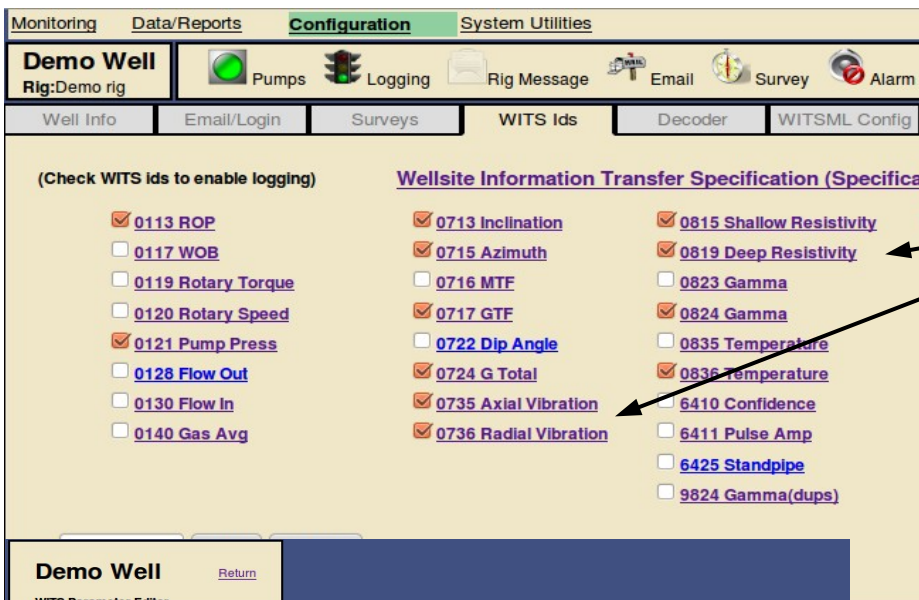 Monitoring Data/Reports Configuration System Utilities
Demo Well
Rig:Demo rig
Pumps Logging Rig Message Email Survey Alarm
Well Info Email/Login Surveys WITS Ids Decoder WITSML Config
(Check WITS ids to enable logging) Wellsite Information Transfer Specification (Specifica
0113 ROP 0713 Inclination 0815 Shallow Resistivity
0117 WOB 0715 Azimuth 0819 Deep Resistivity
0119 Rotary Torque 0716 MTF 0823 Gamma
0120 Rotary Speed 0717 GTF 0824 Gamma
0121 Pump Press 0722 Dip Angle 0835 Temperature
0128 Flow Out 0724 G Total 0836 Temperature
0130 Flow In 0735 Axial Vibration 6410 Confidence
0140 Gas Avg 0736 Radial Vibration 6411 Pulse Amp
6425 Standpipe
9824 Gamma(dups)
Demo Well Return
WITS Parameter Editor